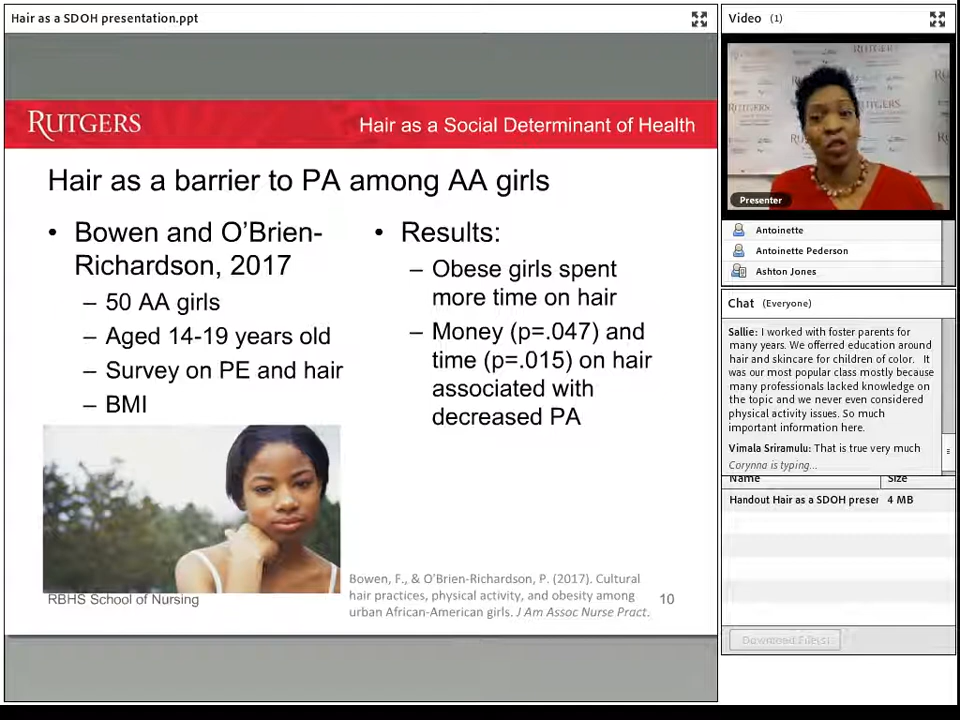 Hair as a SDOH presentation.ppt
RUTGERS
Hair as a Social Determinant of Health
Hair as a barrier to PA among AA girls
• Bowen and O’Brien-
Richardson, 2017
– 50 AA girls
– Aged 14-19 years old
– Survey on PE and hair
– BMI
• Results:
– Obese girls spent
more time on hair
– Money (p=.047) and
time (p=.015) on hair
associated with
decreased PA
Bowen, F., & O’Brien-Richardson, P. (2017). Cultural
hair practices, physical activity, and obesity among
urban African-American girls. J Am Assoc Nurse Pract.
RBHS School of Nursing
10
Video (1)
RUTGERS
RUTGERS
RUTGERS
Presenter
Antoinette
Antoinette Pederson
Ashton Jones
Chat (Everyone)
Sallie: I worked with foster parents for
many years. We offerred education around
hair and skincare for children of color. It
was our most popular class mostly because
many professionals lacked knowledge on
the topic and we never even considered
physical activity issues. So much
important information here.
Vimala Sriramulu: That is true very much
Corynna is typing...
Name Size
Handout Hair as a SDOH preser 4 MB
Download File(s)